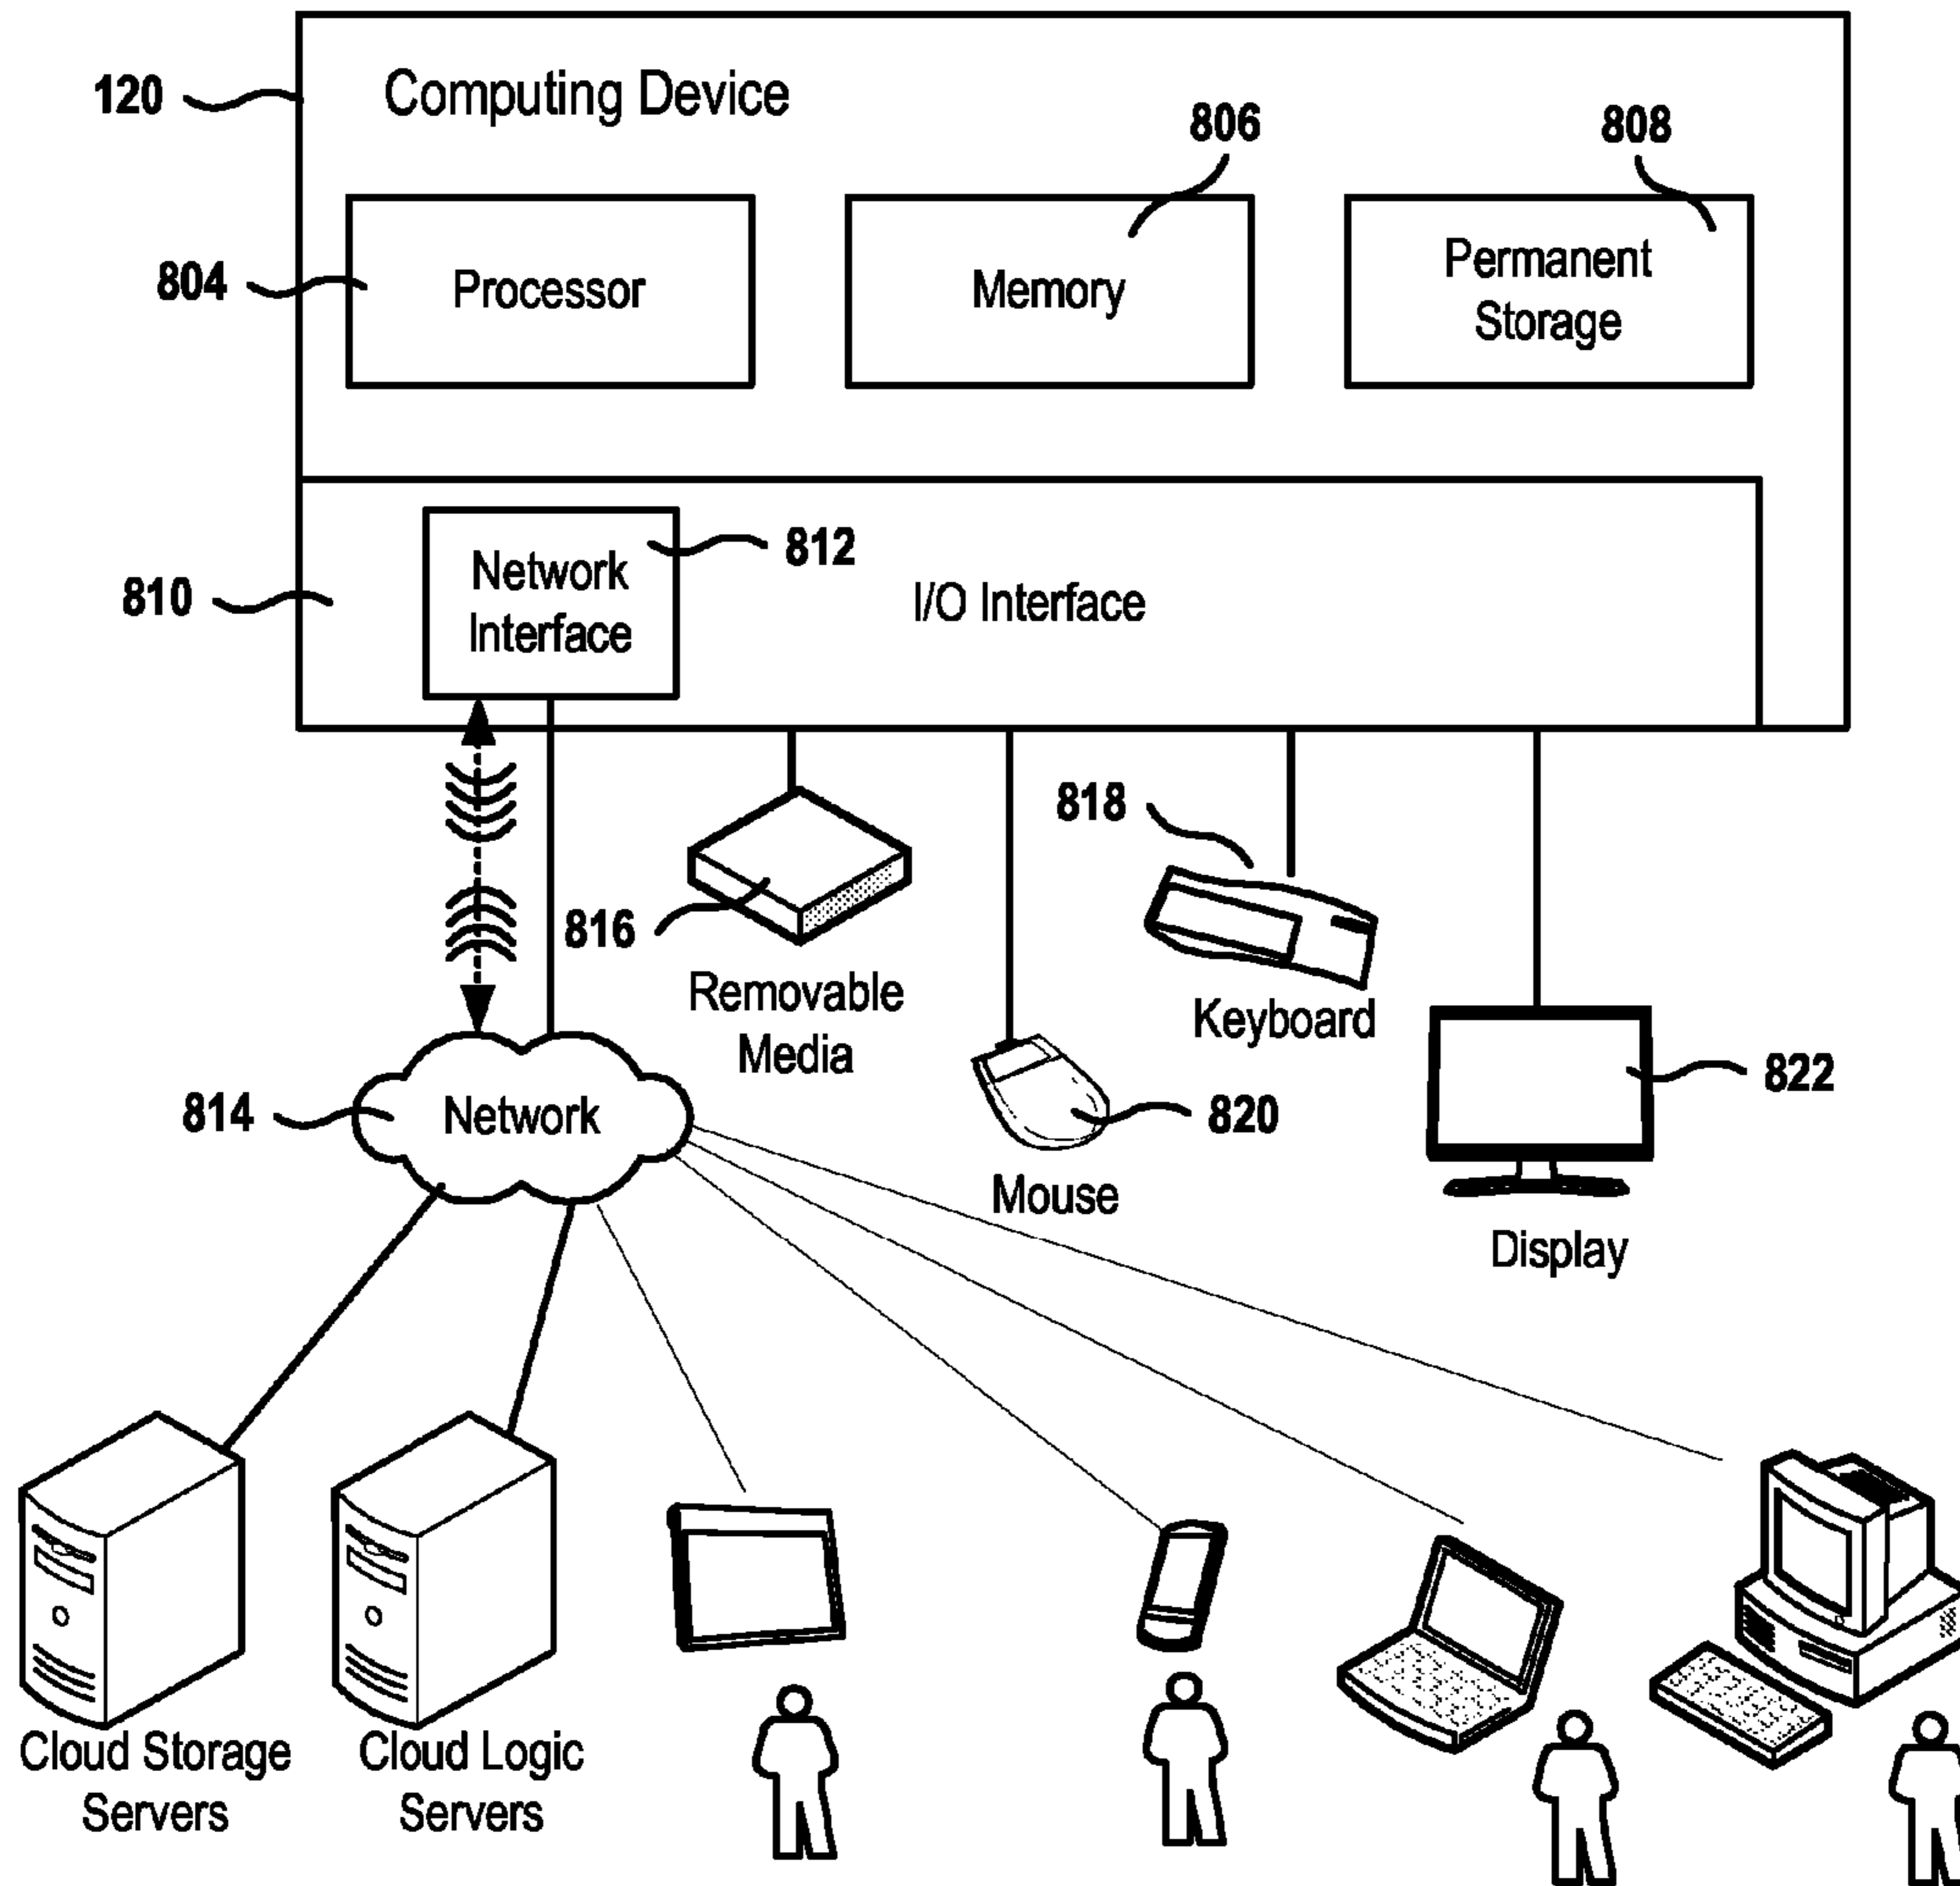 120
Computing Device
806
808
804
Processor
Memory
Permanent
Storage
810
Network
Interface
812
I/O Interface
818
816
Removable
Media
Keyboard
814
Network
820
822
Mouse
Display
Cloud Storage
Servers
Cloud Logic
Servers